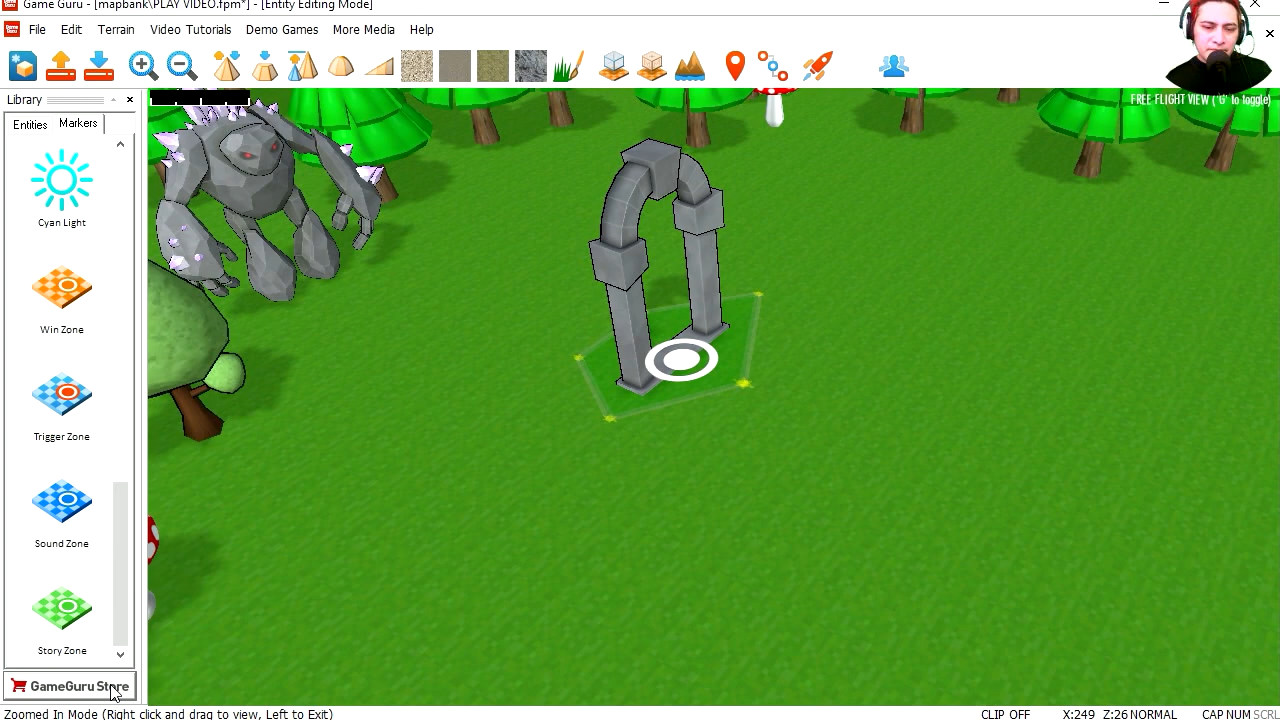 Game Guru - [mapbank\PLAY VIDEO.fpm*] - [Entity Editing Mode]
File Edit Terrain Video Tutorials Demo Games More Media Help
Library
Entities Markers
FREE FLIGHT VIEW ('G' to toggle)
Cyan Light
Win Zone
Trigger Zone
Sound Zone
Story Zone
GameGuru Store
Zoomed In Mode (Right click and drag to view, Left to Exit) CLIP OFF X:249 Z:26 NORMAL CAP NUM SCRL